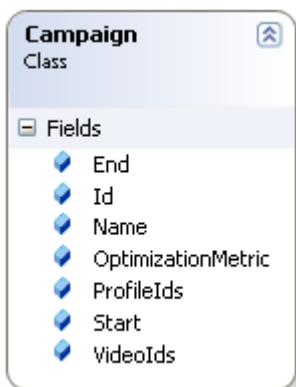 Campaign
Class
Fields
End
Id
Name
OptimizationMetric
ProfileIds
Start
VideoIds